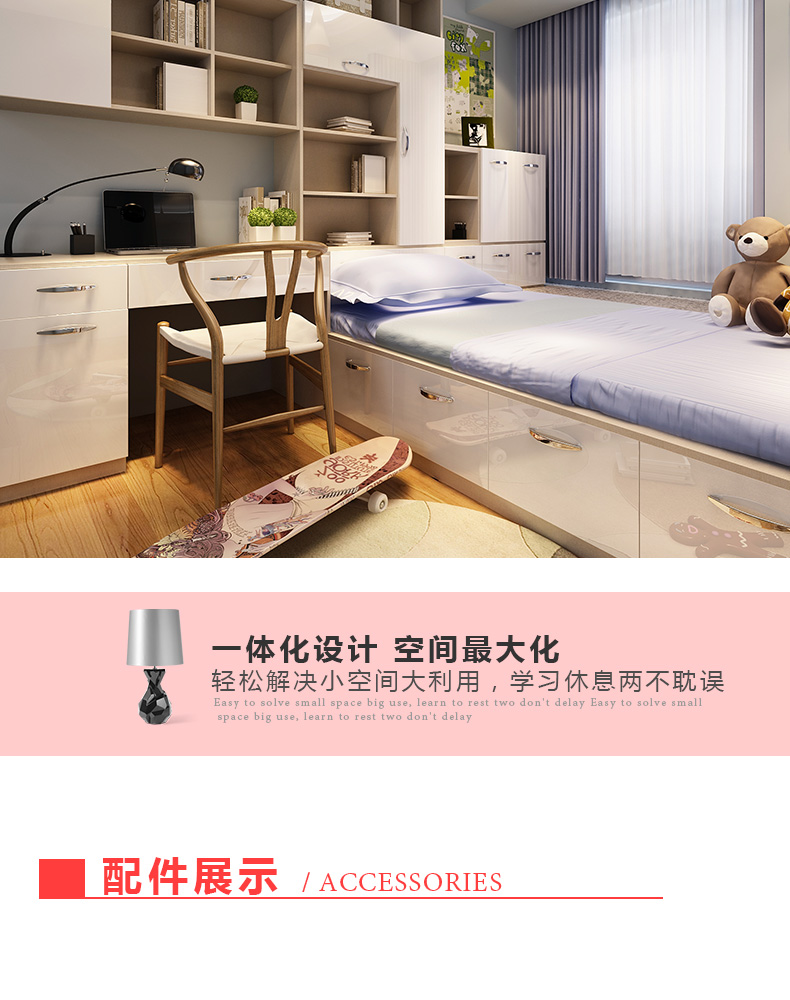 CRAZY
FOX
一体化设计 空间最大化
轻松解决小空间大利用，学习休息两不耽误
Easy to solve small space big use, learn to rest two don't delay Easy to solve small
space big use, learn to rest two don't delay
配件展示 / ACCESSORIES